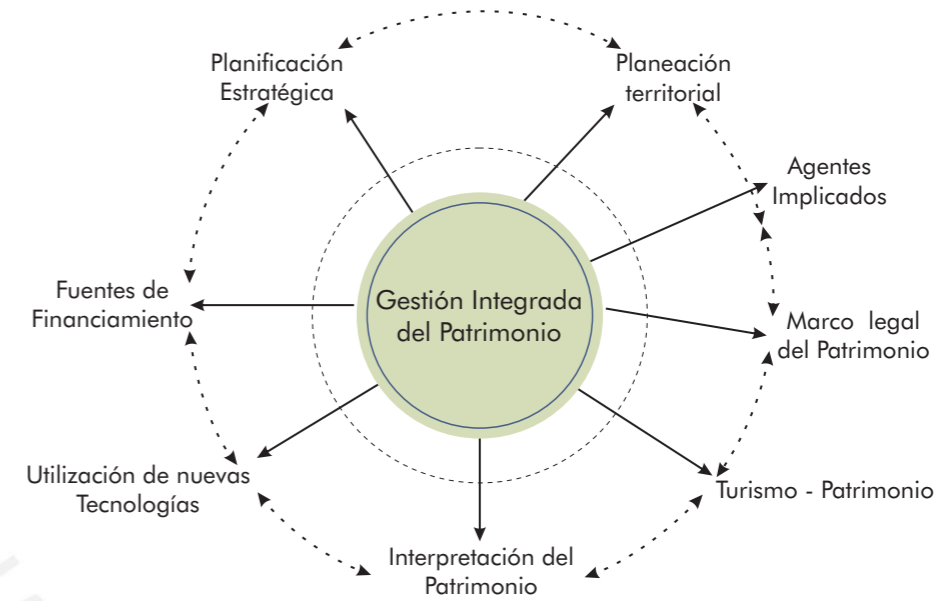 Planificación
Estratégica
Planeación
territorial
Agentes
Implicados
Fuentes de
Financiamiento
Gestión Integrada
del Patrimonio
Marco legal
del Patrimonio
Utilización de nuevas
Tecnologías
Turismo - Patrimonio
Interpretación del
Patrimonio